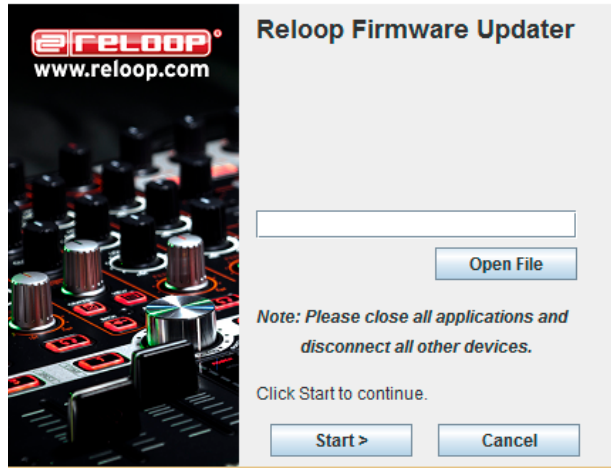 RELOOP
www.reloop.com
Reloop Firmware Updater
Open File
Note: Please close all applications and
disconnect all other devices.
Click Start to continue.
Start >
Cancel